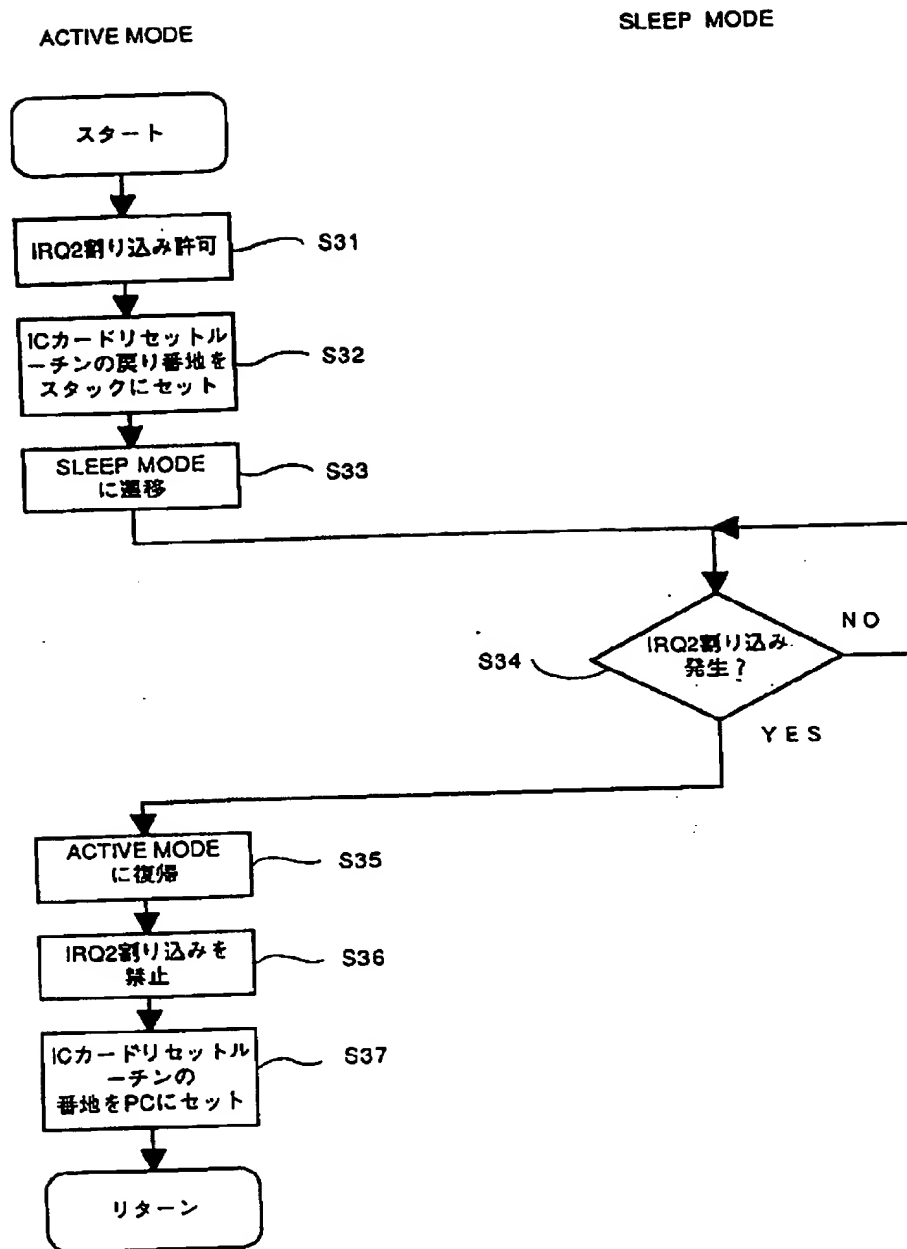 ACTIVE MODE
SLEEP MODE
スタート
IRQ2割り込み許可
S31
ICカードリセットル
ーチンの戻り番地を
スタックにセット
S32
SLEEP MODE
に遷移
S33
IRQ2割り込み
発生?
S34
NO
YES
ACTIVE MODE
に復帰
S35
IRQ2割り込みを
禁止
S36
ICカードリセットル
ーチンの
番地をPCにセット
S37
リターン